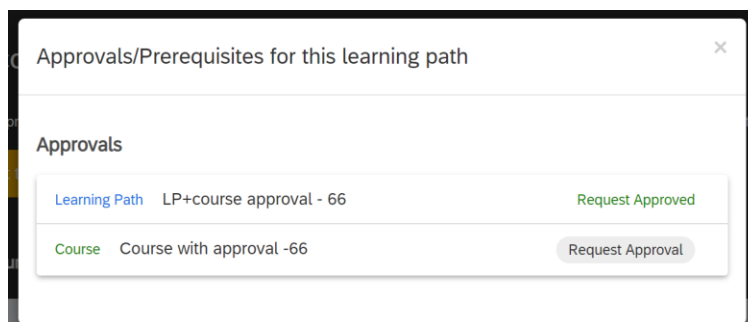 Approvals/Prerequisites for this learning path ×
Approvals
Learning Path LP+course approval - 66 Request Approved
Course Course with approval -66 Request Approval